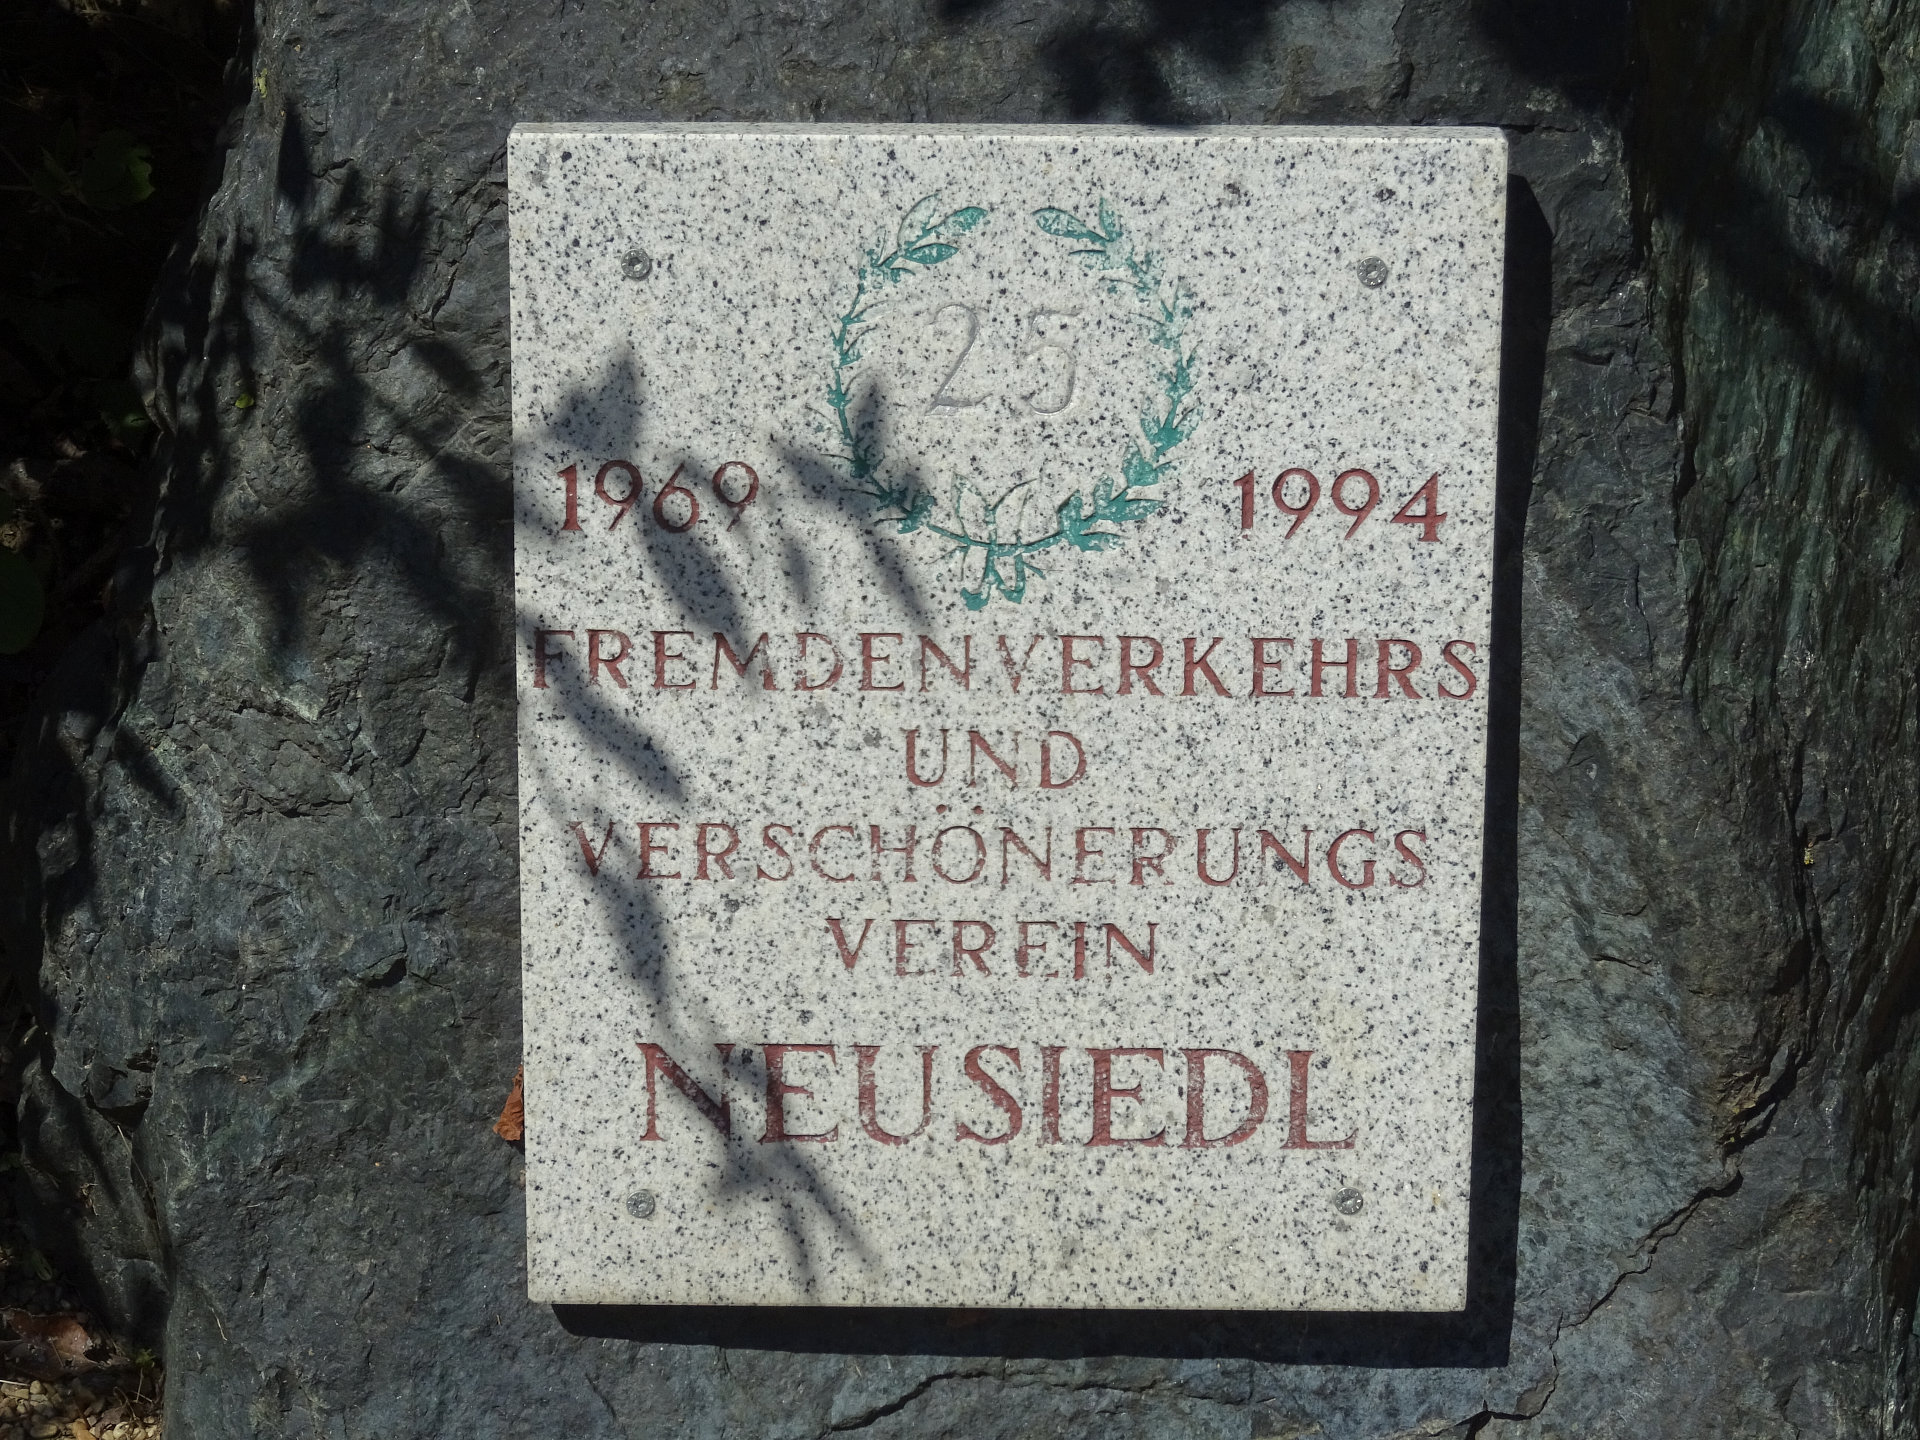 25
1969 1994
FREMDENVERKEHRS
UND
VERSCHÖNERUNGS
VEREIN
NEUSIEDL